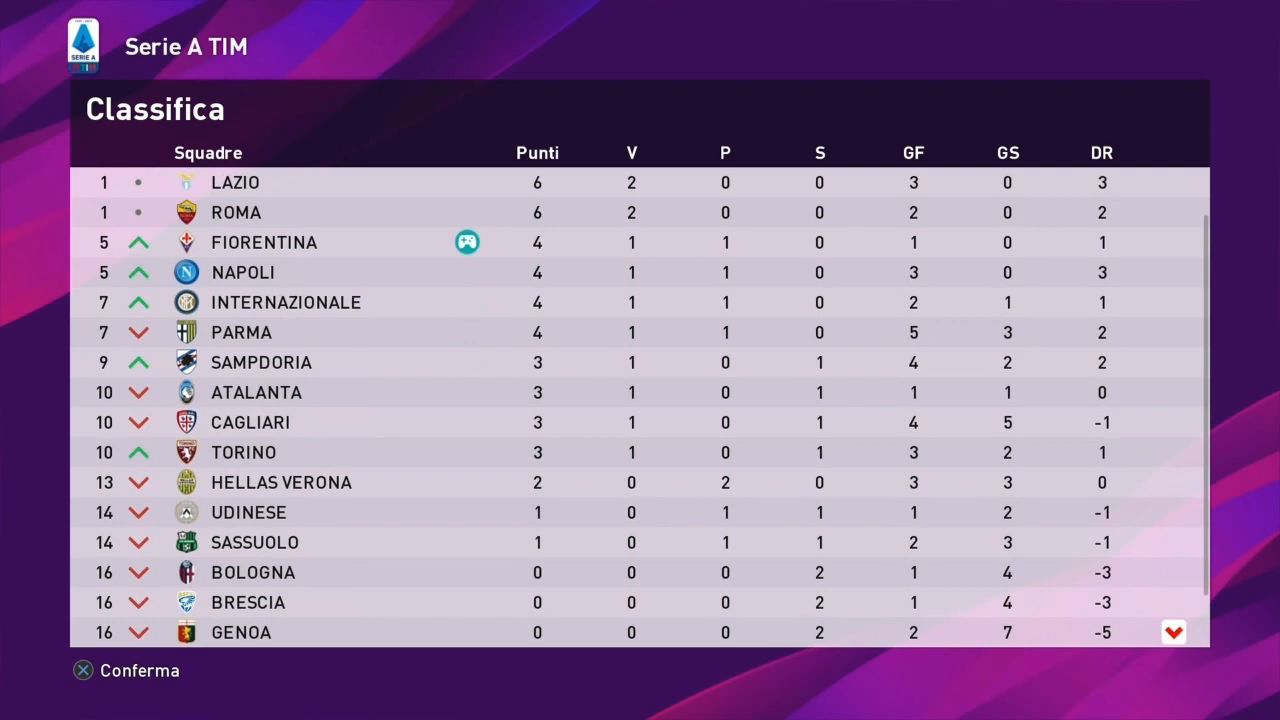 SERIE A
TIM
Serie A TIM
Classifica
Squadre Punti V P S GF GS DR
1 LAZIO 6 2 0 0 3 0 3
1 ROMA 6 2 0 0 2 0 2
5 FIORENTINA 4 1 1 0 1 0 1
5 NAPOLI 4 1 1 0 3 0 3
7 INTERNAZIONALE 4 1 1 0 2 1 1
7 PARMA 4 1 1 0 5 3 2
9 SAMPDORIA 3 1 0 1 4 2 2
10 ATALANTA 3 1 0 1 1 1 0
10 CAGLIARI 3 1 0 1 4 5 -1
10 TORINO 3 1 0 1 3 2 1
13 HELLAS VERONA 2 0 2 0 3 3 0
14 UDINESE 1 0 1 1 1 2 -1
14 SASSUOLO 1 0 1 1 2 3 -1
16 BOLOGNA 0 0 0 2 1 4 -3
16 BRESCIA 0 0 0 2 1 4 -3
16 GENOA 0 0 0 2 2 7 -5
Conferma